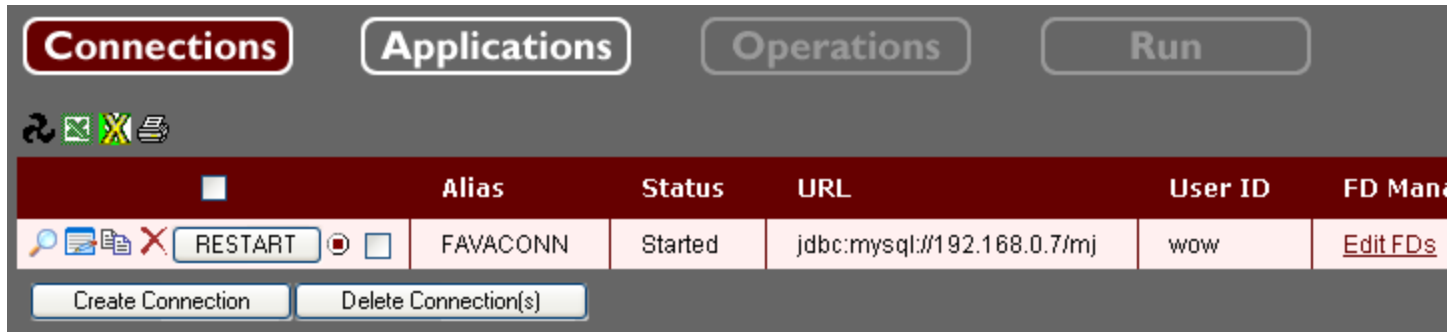 Connections Applications Operations Run
Alias Status URL User ID FD Mana
RESTART FAVACONN Started jdbc:mysql://192.168.0.7/mj wow Edit FDs
Create Connection Delete Connection(s)